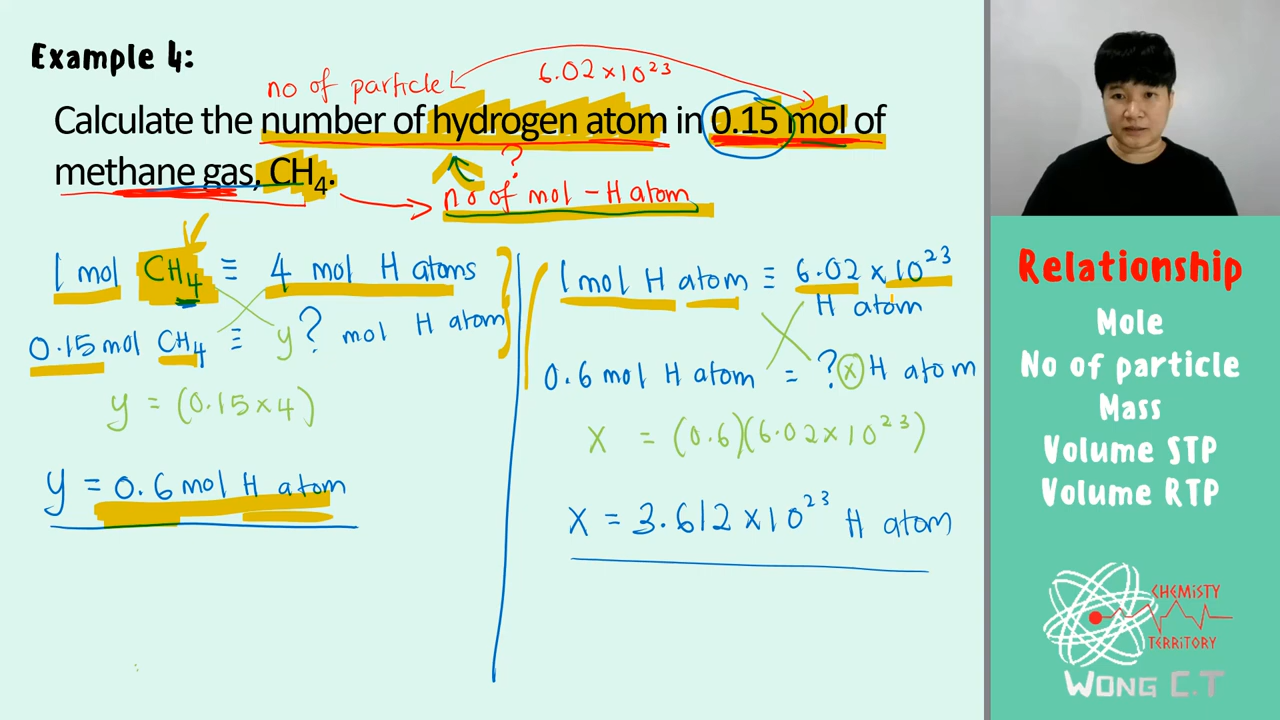 Example 4:
no of particle 6.02 × 10²³
Calculate the number of hydrogen atom in 0.15 mol of
methane gas, CH₄.
?
no of mol - H atom
1 mol CH₄ ≡ 4 mol H atoms
0.15 mol CH₄ ≡ y ? mol H atom
y = (0.15 × 4)
y = 0.6 mol H atom
1 mol H atom ≡ 6.02 × 10²³
H atom
0.6 mol H atom = ? x H atom
x = (0.6)(6.02 × 10²³)
x = 3.612 × 10²³ H atom
Relationship
Mole
No of particle
Mass
Volume STP
Volume RTP
CHEMiSTY
TERRiTORY
WONG C.T